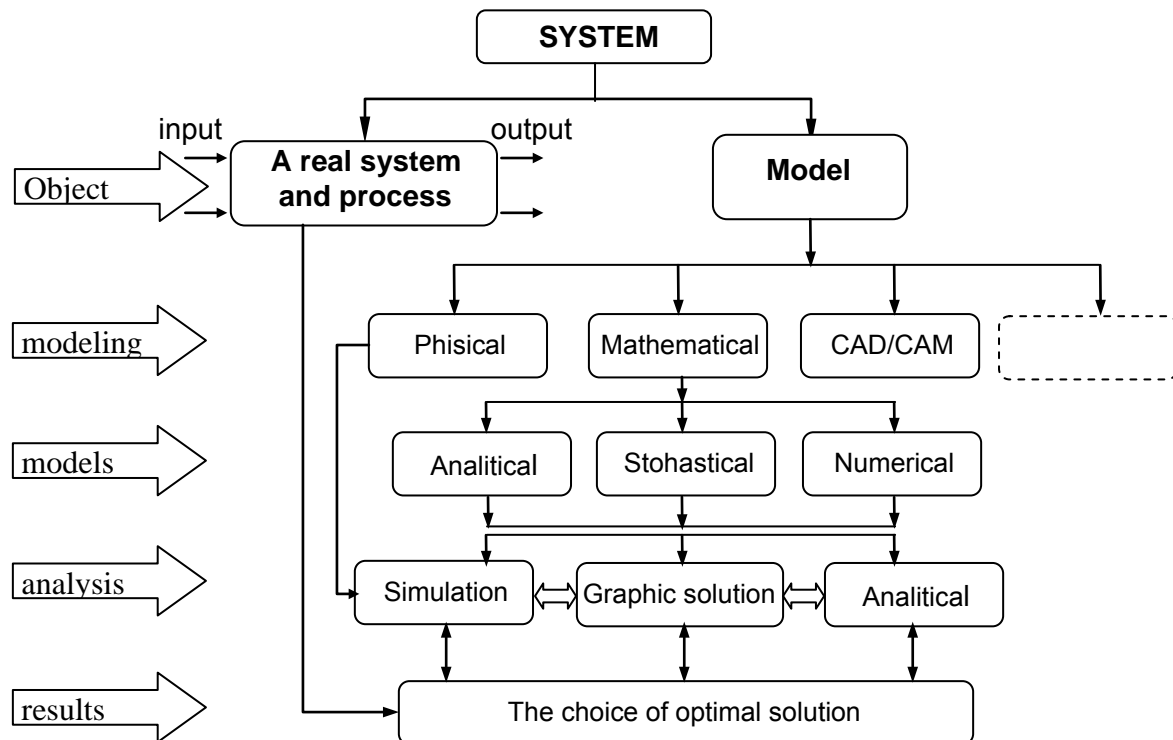 SYSTEM
input
output
Object
A real system
and process
Model
modeling
Phisical
Mathematical
CAD/CAM
models
Analitical
Stohastical
Numerical
analysis
Simulation
Graphic solution
Analitical
results
The choice of optimal solution